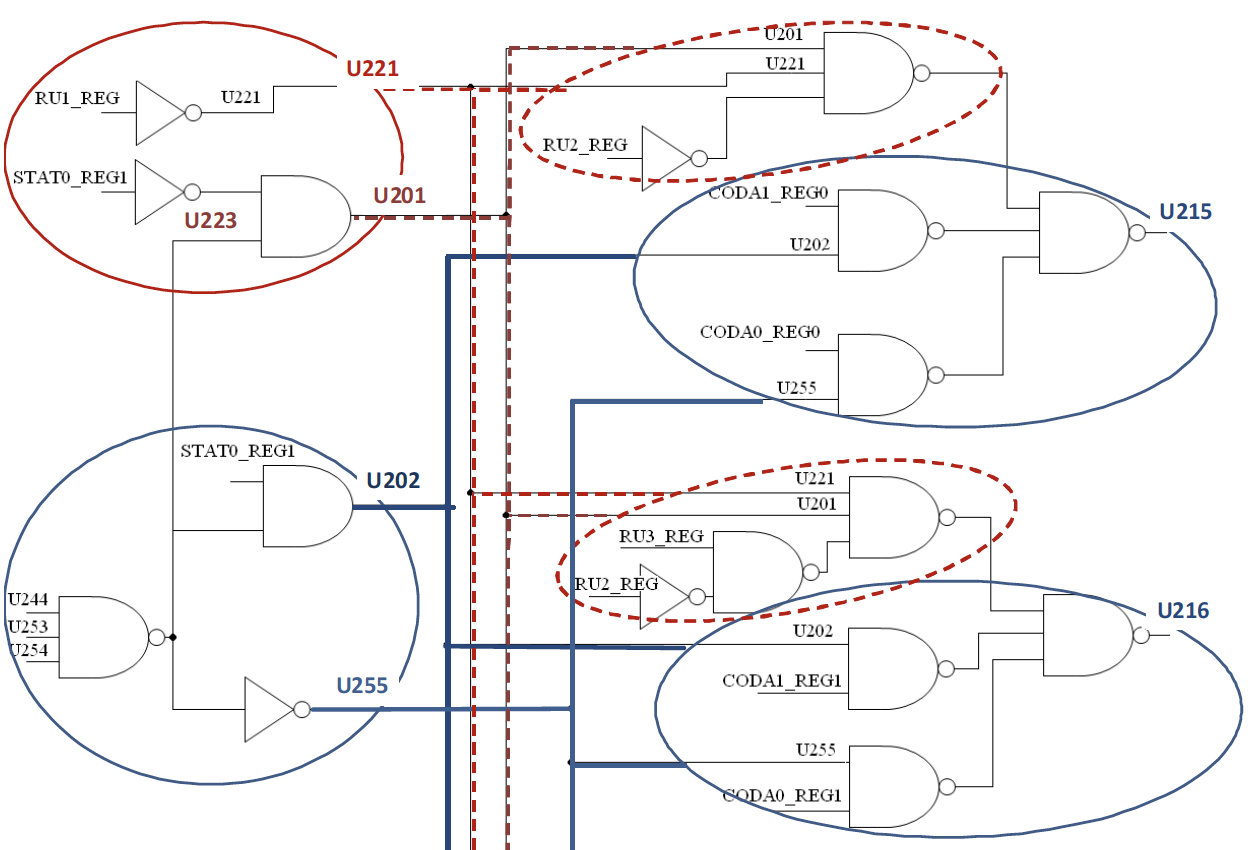 U201
U221
U221
RU1_REG
U221
RU2_REG
STAT0_REG1
U223
U201
CODA1_REG0
U215
U202
CODA0_REG0
U255
STAT0_REG1
U202
U221
U201
RU3_REG
RU2_REG
U244
U253
U254
U202
U216
CODA1_REG1
U255
U255
CODA0_REG1